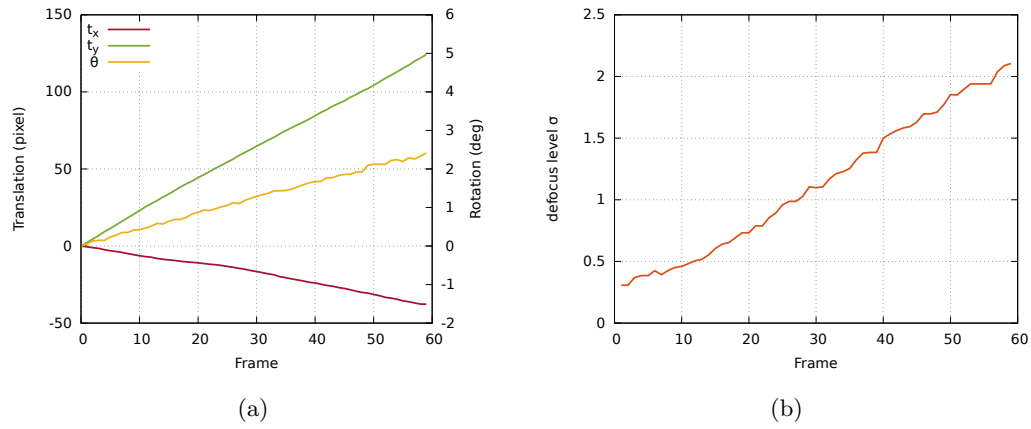 150
100
50
0
-50
Translation (pixel)
t_x
t_y
θ
6
5
4
3
2
1
0
-1
-2
Rotation (deg)
0 10 20 30 40 50 60
Frame
(a)
2.5
2
1.5
1
0.5
0
defocus level σ
0 10 20 30 40 50 60
Frame
(b)